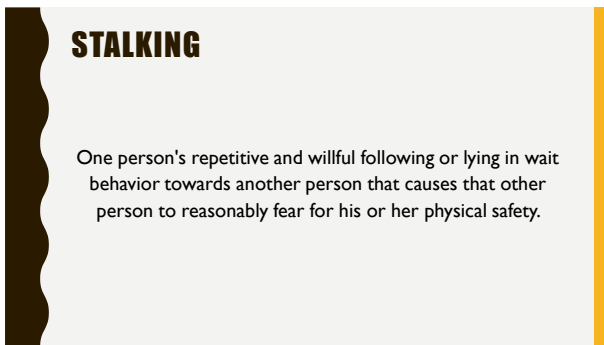 STALKING
One person's repetitive and willful following or lying in wait
behavior towards another person that causes that other
person to reasonably fear for his or her physical safety.